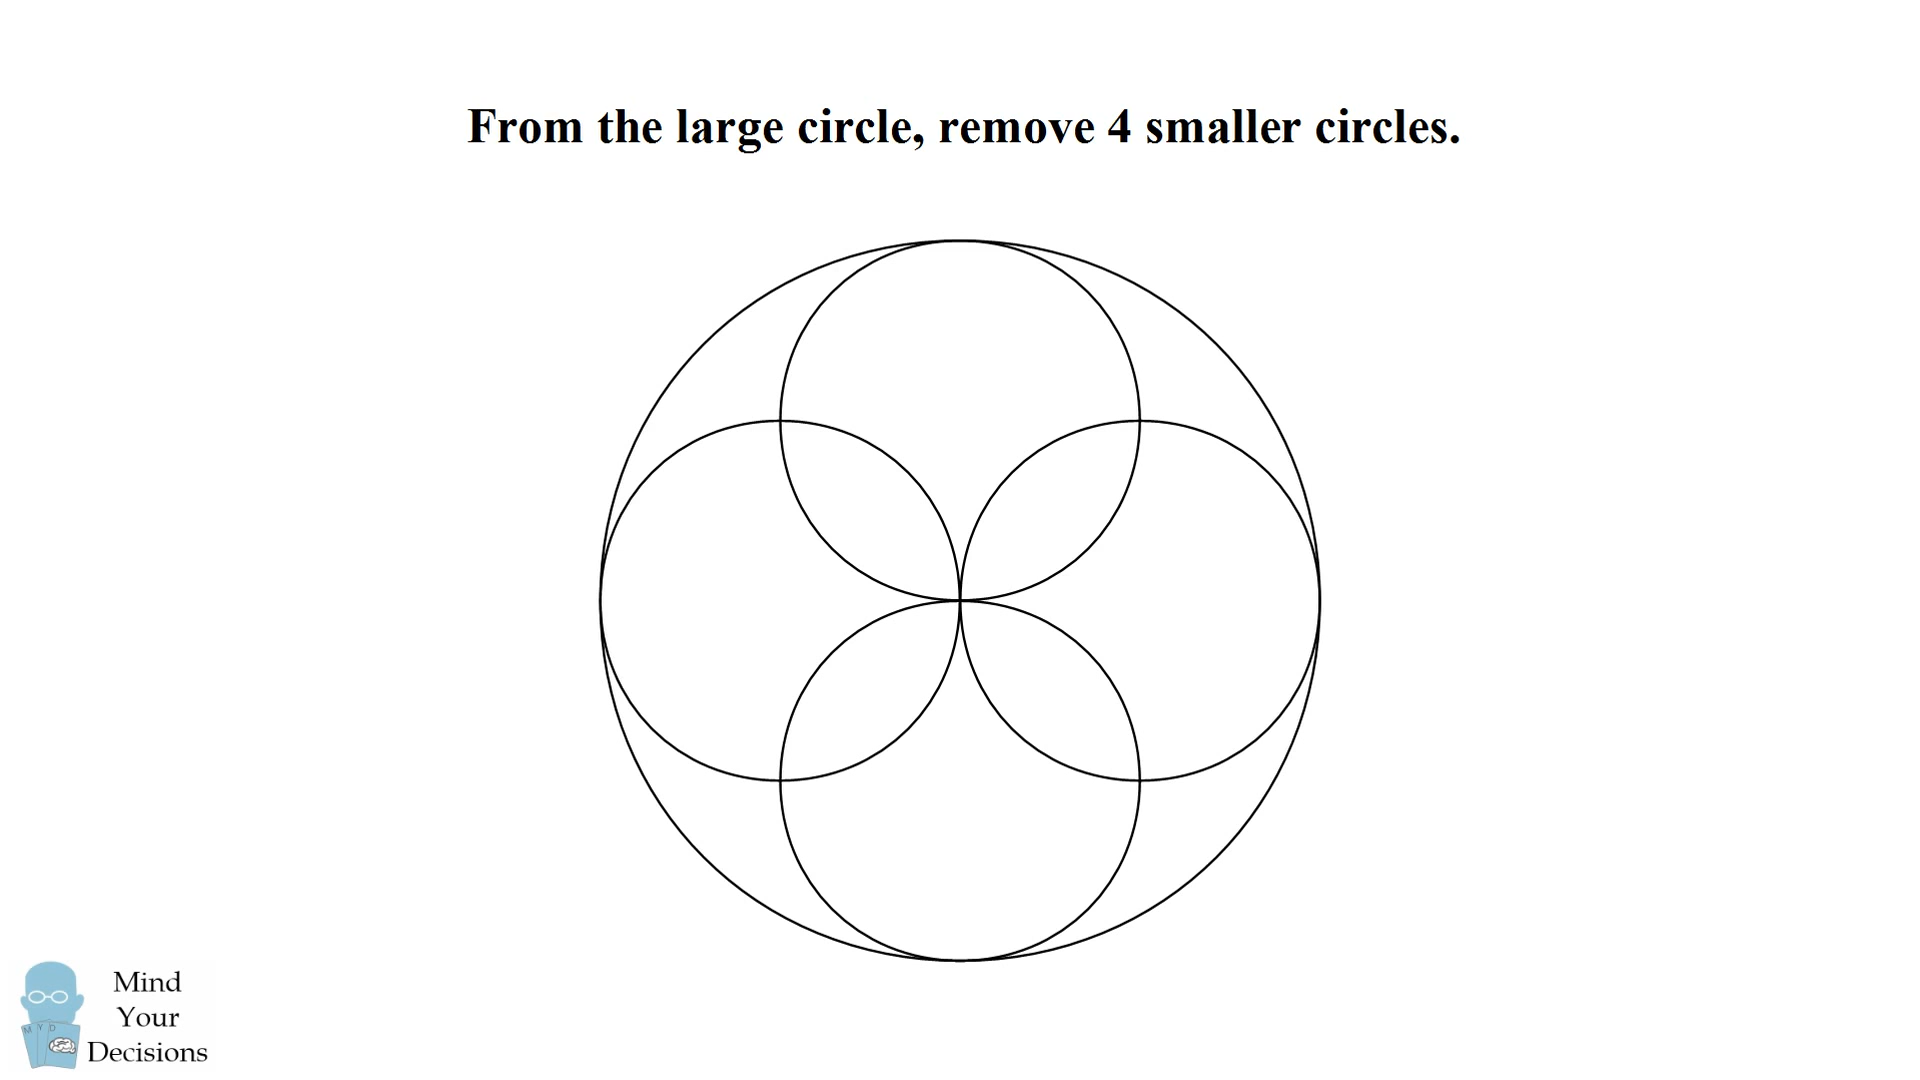 From the large circle, remove 4 smaller circles.
Mind
Your
Decisions
M Y D